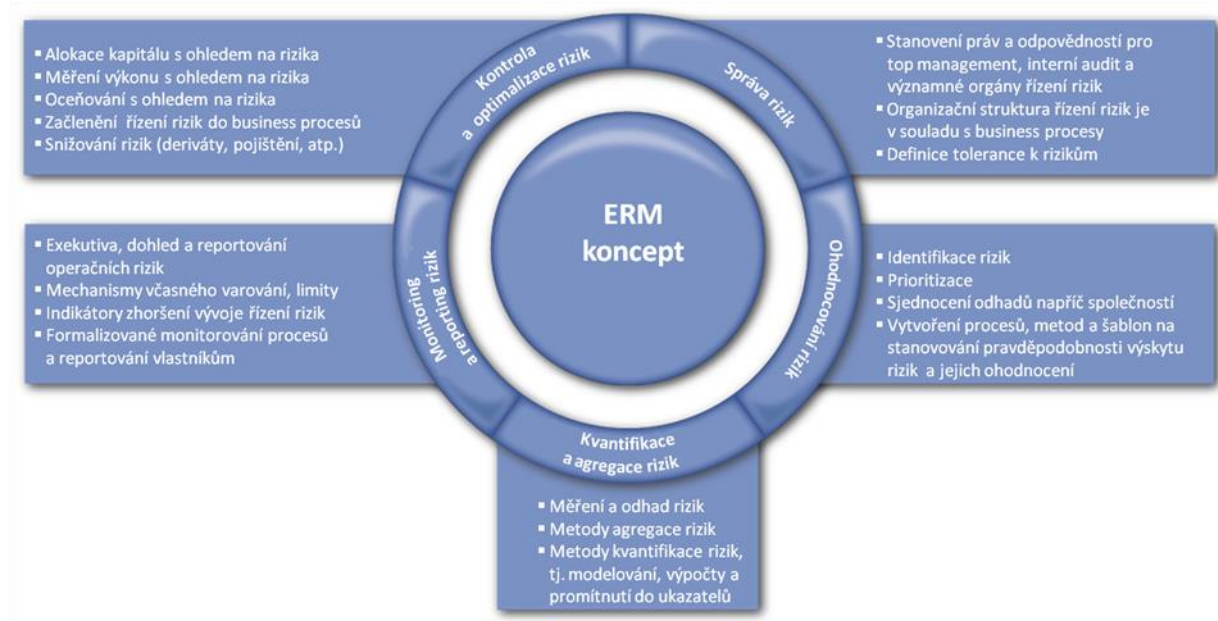 ▪ Alokace kapitálu s ohledem na rizika
▪ Měření výkonu s ohledem na rizika
▪ Oceňování s ohledem na rizika
▪ Začlenění řízení rizik do business procesů
▪ Snižování rizik (deriváty, pojištění, atp.)
Kontrola
a optimalizace rizik
Správa rizik
▪ Stanovení práv a odpovědností pro
top management, interní audit a
významné orgány řízení rizik
▪ Organizační struktura řízení rizik je
v souladu s business procesy
▪ Definice tolerance k rizikům
ERM
koncept
▪ Exekutiva, dohled a reportování
operačních rizik
▪ Mechanismy včasného varování, limity
▪ Indikátory zhoršení vývoje řízení rizik
▪ Formalizované monitorování procesů
a reportování vlastníkům
Monitoring
a reporting rizik
Ohodnocování rizik
▪ Identifikace rizik
▪ Prioritizace
▪ Sjednocení odhadů napříč společností
▪ Vytvoření procesů, metod a šablon na
stanovování pravděpodobnosti výskytu
rizik a jejich ohodnocení
Kvantifikace
a agregace rizik
▪ Měření a odhad rizik
▪ Metody agregace rizik
▪ Metody kvantifikace rizik,
tj. modelování, výpočty a
promítnutí do ukazatelů